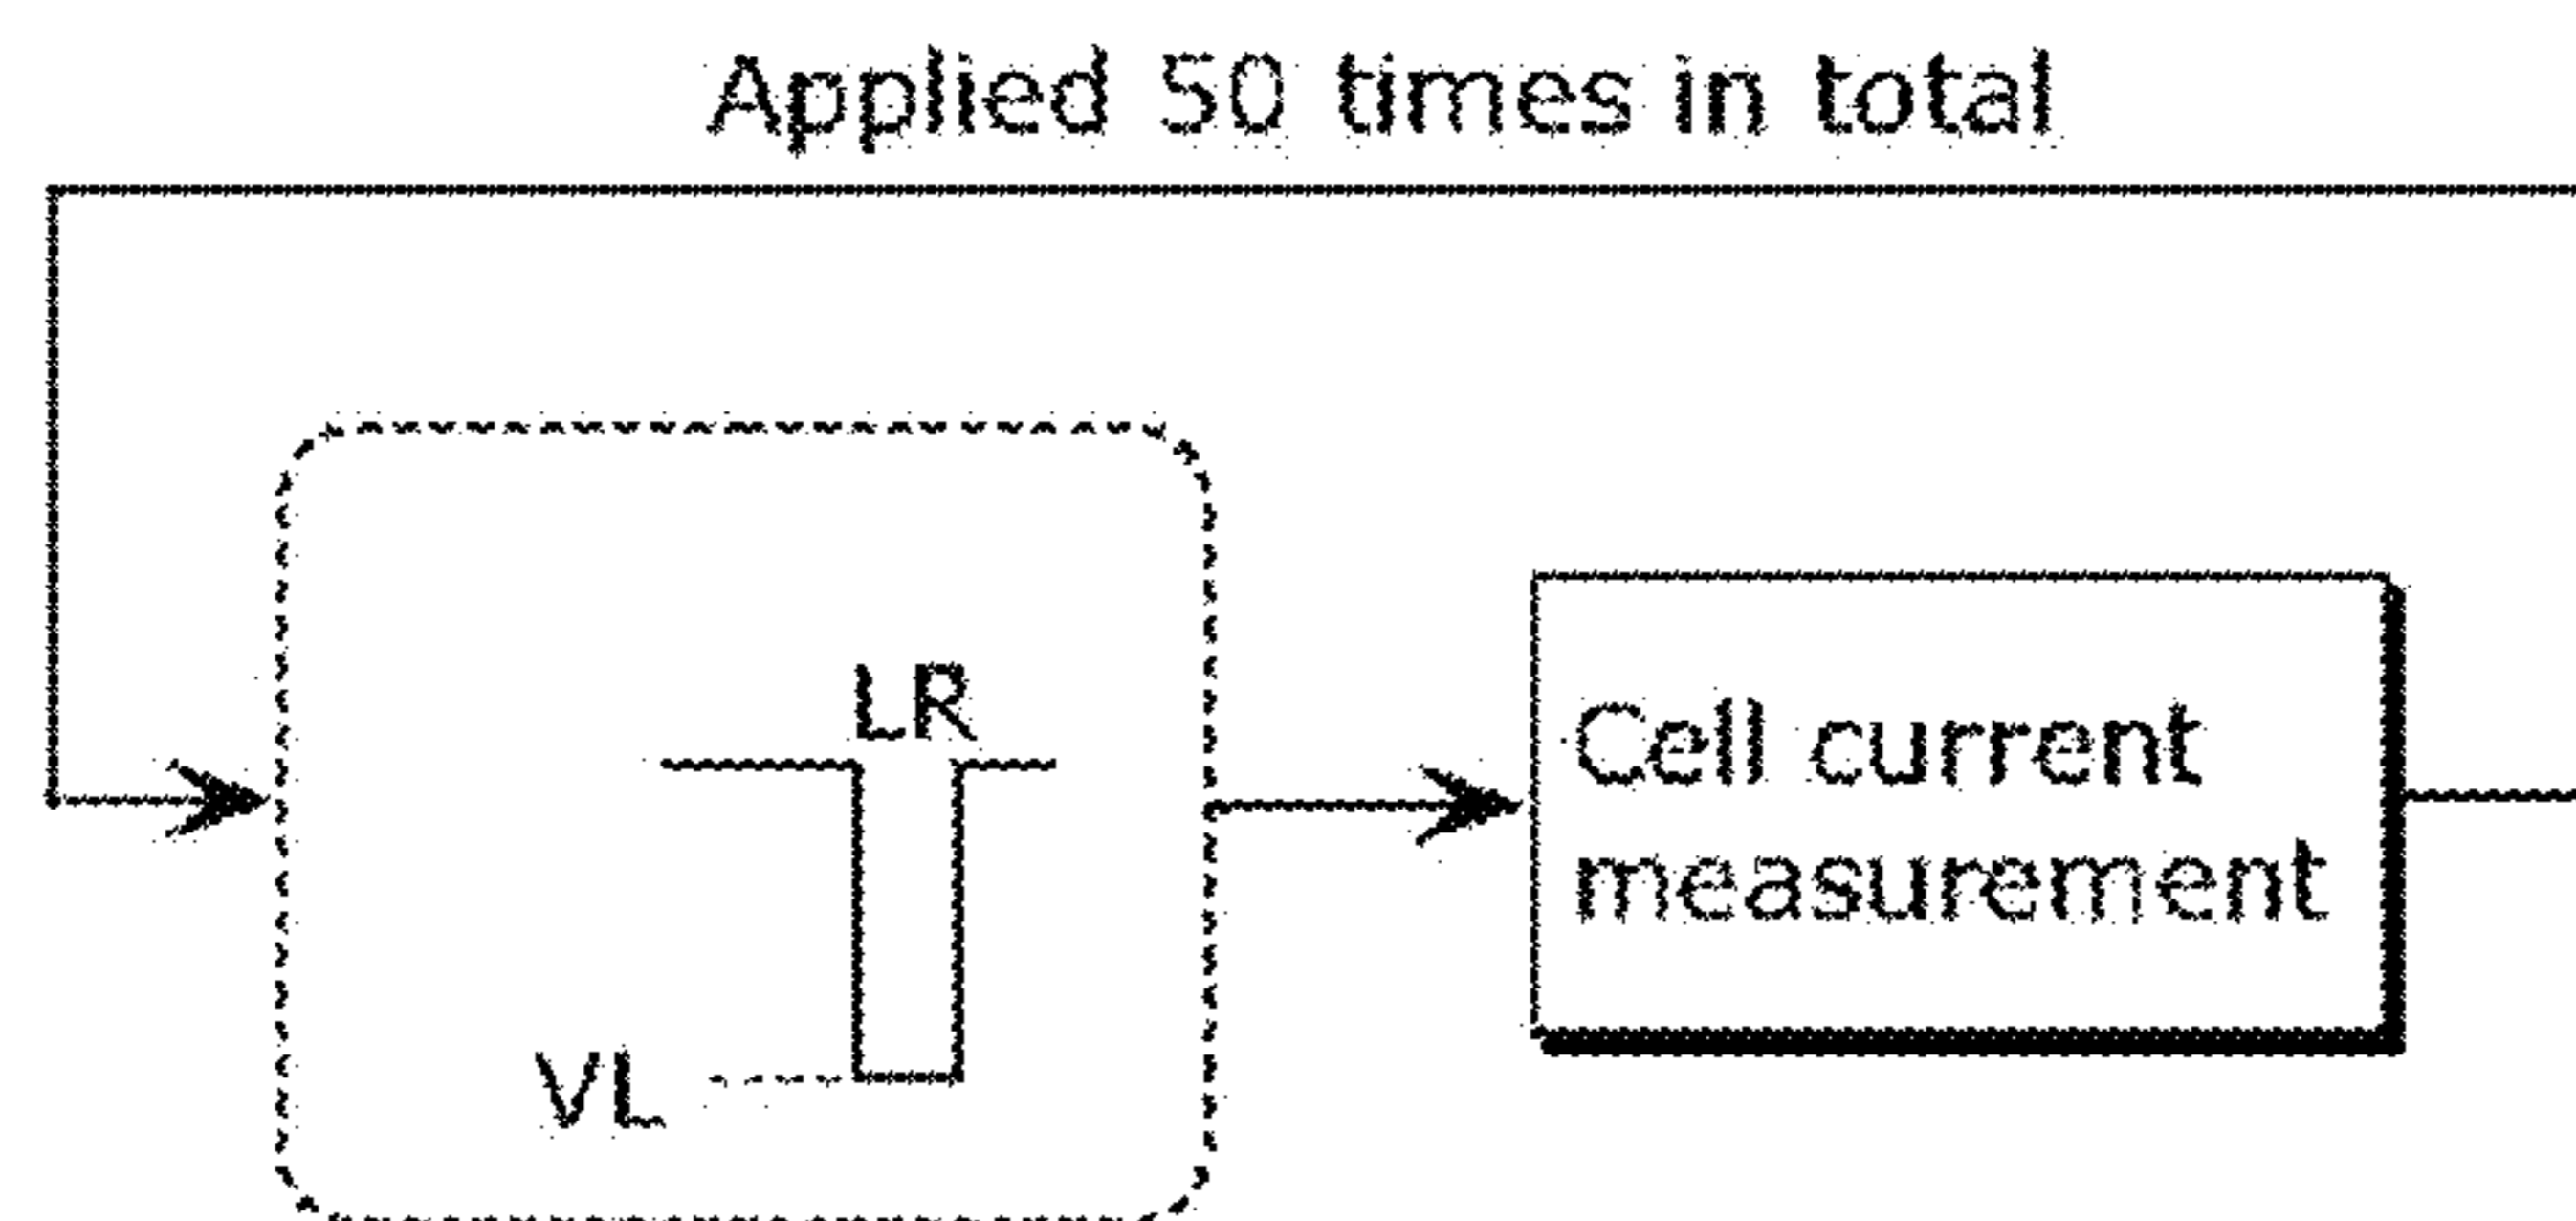 Applied 50 times in total
LR
Cell current
measurement
VL